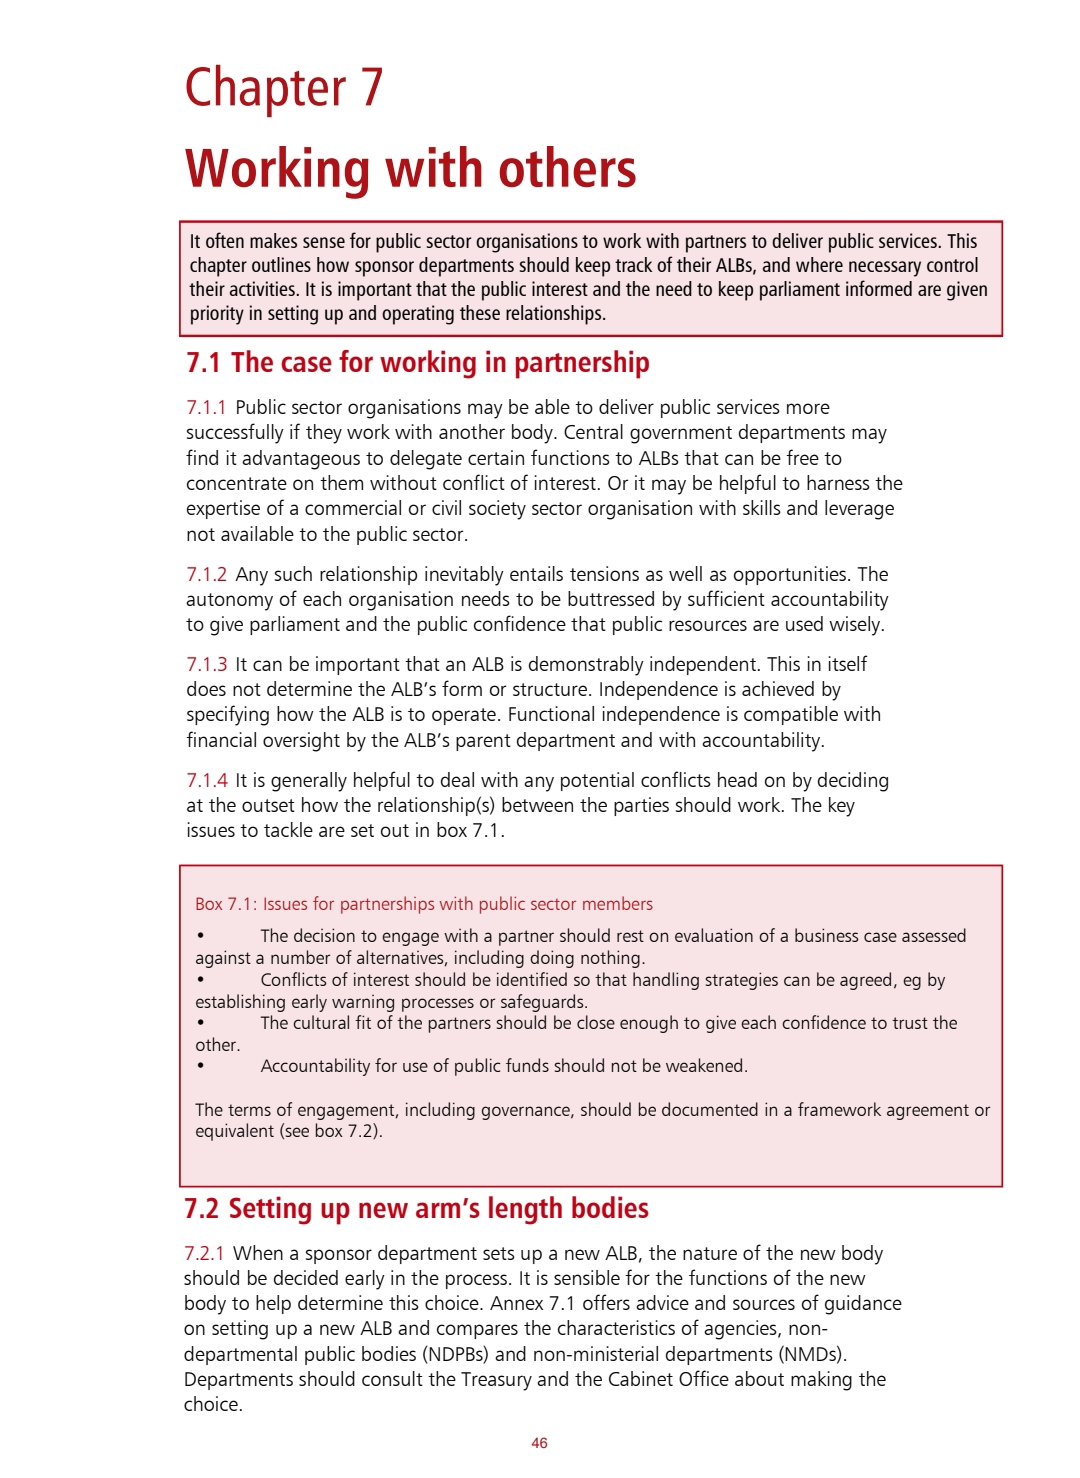 Chapter 7
Working with others
It often makes sense for public sector organisations to work with partners to deliver public services. This
chapter outlines how sponsor departments should keep track of their ALBs, and where necessary control
their activities. It is important that the public interest and the need to keep parliament informed are given
priority in setting up and operating these relationships.
7.1 The case for working in partnership
7.1.1 Public sector organisations may be able to deliver public services more
successfully if they work with another body. Central government departments may
find it advantageous to delegate certain functions to ALBs that can be free to
concentrate on them without conflict of interest. Or it may be helpful to harness the
expertise of a commercial or civil society sector organisation with skills and leverage
not available to the public sector.
7.1.2 Any such relationship inevitably entails tensions as well as opportunities. The
autonomy of each organisation needs to be buttressed by sufficient accountability
to give parliament and the public confidence that public resources are used wisely.
7.1.3 It can be important that an ALB is demonstrably independent. This in itself
does not determine the ALB’s form or structure. Independence is achieved by
specifying how the ALB is to operate. Functional independence is compatible with
financial oversight by the ALB’s parent department and with accountability.
7.1.4 It is generally helpful to deal with any potential conflicts head on by deciding
at the outset how the relationship(s) between the parties should work. The key
issues to tackle are set out in box 7.1.
Box 7.1: Issues for partnerships with public sector members
• The decision to engage with a partner should rest on evaluation of a business case assessed
against a number of alternatives, including doing nothing.
• Conflicts of interest should be identified so that handling strategies can be agreed, eg by
establishing early warning processes or safeguards.
• The cultural fit of the partners should be close enough to give each confidence to trust the
other.
• Accountability for use of public funds should not be weakened.
The terms of engagement, including governance, should be documented in a framework agreement or
equivalent (see box 7.2).
7.2 Setting up new arm’s length bodies
7.2.1 When a sponsor department sets up a new ALB, the nature of the new body
should be decided early in the process. It is sensible for the functions of the new
body to help determine this choice. Annex 7.1 offers advice and sources of guidance
on setting up a new ALB and compares the characteristics of agencies, non-
departmental public bodies (NDPBs) and non-ministerial departments (NMDs).
Departments should consult the Treasury and the Cabinet Office about making the
choice.
46